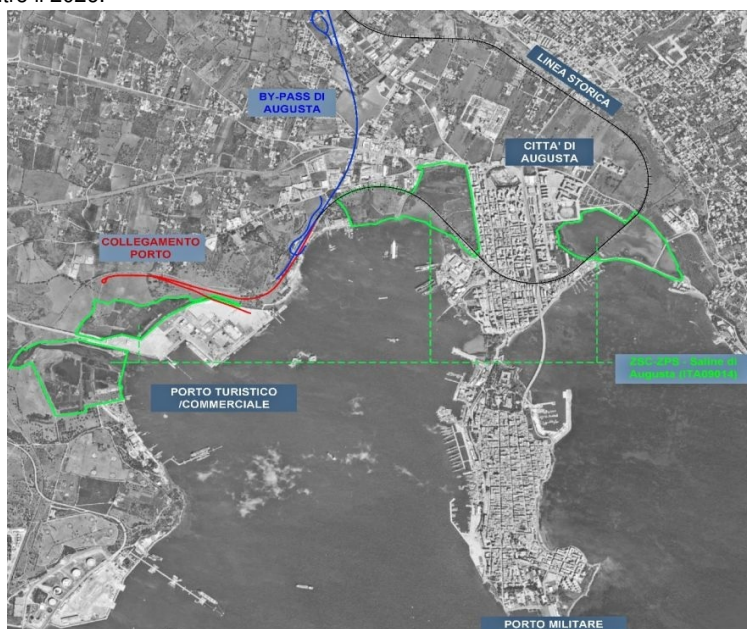 LINEA STORICA
BY-PASS DI
AUGUSTA
CITTA' DI
AUGUSTA
COLLEGAMENTO
PORTO
ZSC ZPS - Saline di
Augusta (ITA09014)
PORTO TURISTICO
/COMMERCIALE
PORTO MILITARE